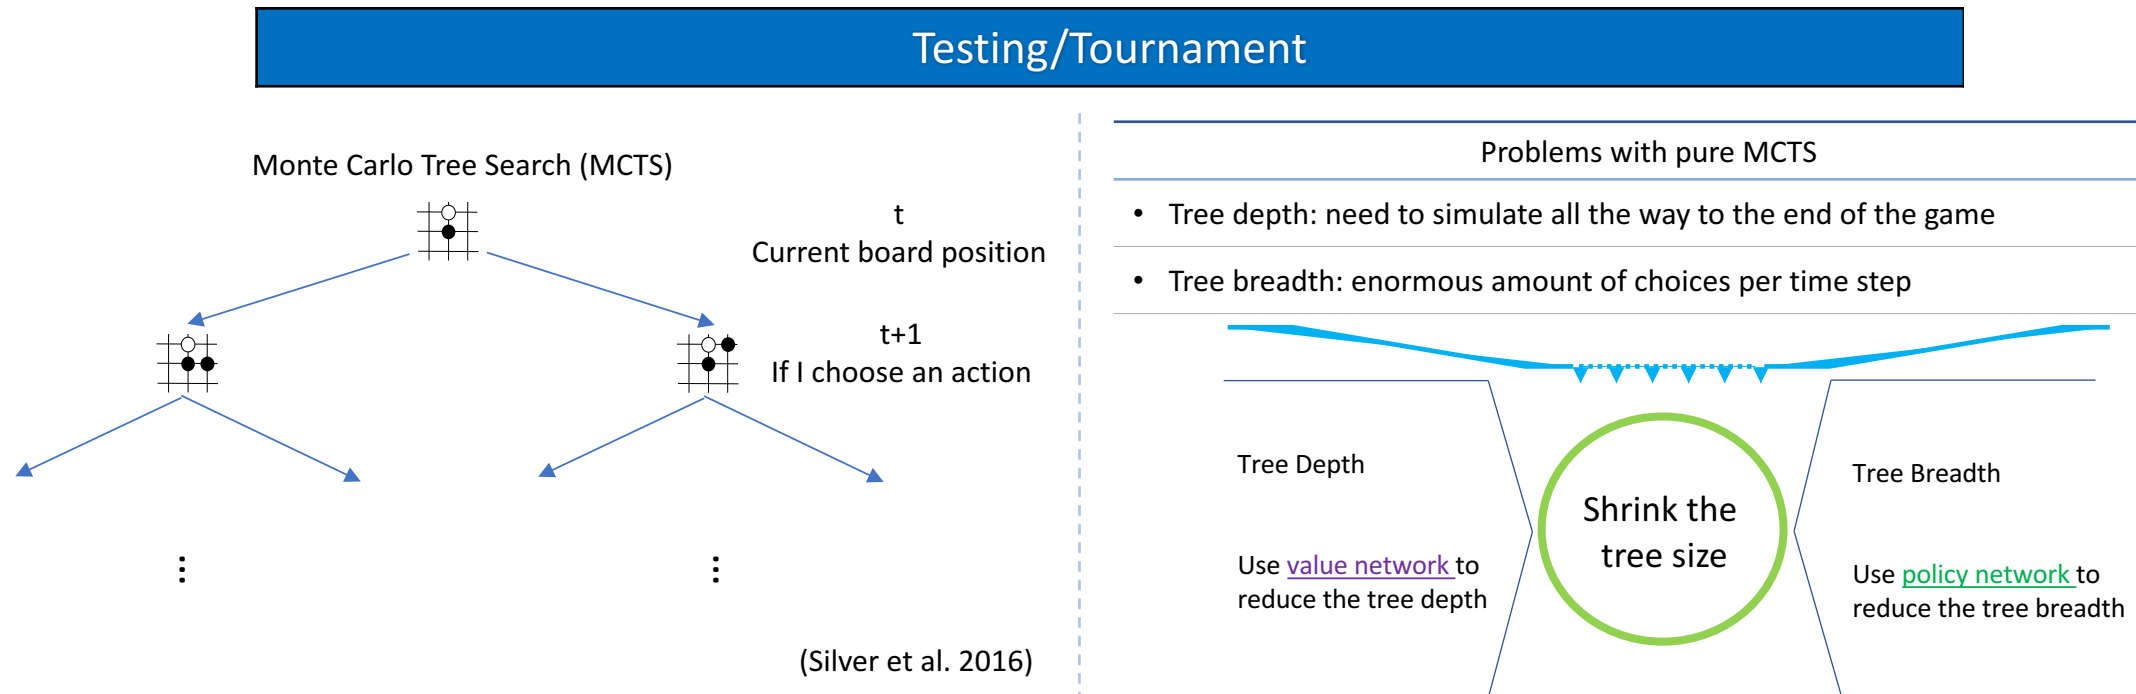 Testing/Tournament
Monte Carlo Tree Search (MCTS)
t
Current board position
t+1
If I choose an action
⋮
⋮
(Silver et al. 2016)
Problems with pure MCTS
• Tree depth: need to simulate all the way to the end of the game
• Tree breadth: enormous amount of choices per time step
Tree Depth
Use value network to
reduce the tree depth
Shrink the
tree size
Tree Breadth
Use policy network to
reduce the tree breadth